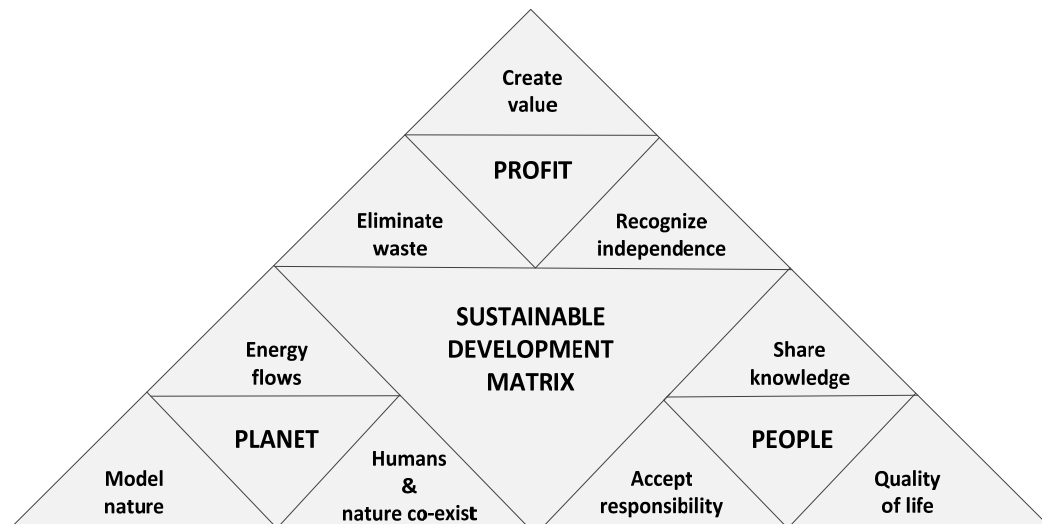 Create
value
PROFIT
Eliminate
waste
Recognize
independence
SUSTAINABLE
DEVELOPMENT
MATRIX
Energy
flows
Share
knowledge
PLANET
PEOPLE
Model
nature
Humans
&
nature co-exist
Accept
responsibility
Quality
of life